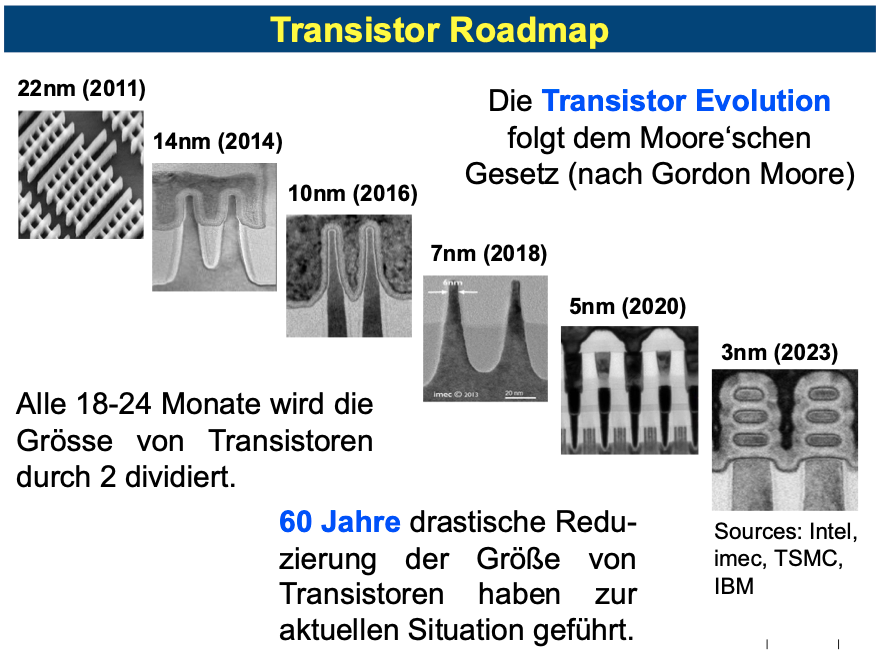 Transistor Roadmap
22nm (2011)
14nm (2014)
10nm (2016)
7nm (2018)
5nm (2020)
3nm (2023)
Die Transistor Evolution
folgt dem Moore‘schen
Gesetz (nach Gordon Moore)
4nm
imec © 2013
20 nm
Alle 18-24 Monate wird die
Grösse von Transistoren
durch 2 dividiert.
60 Jahre drastische Redu-
zierung der Größe von
Transistoren haben zur
aktuellen Situation geführt.
Sources: Intel,
imec, TSMC,
IBM